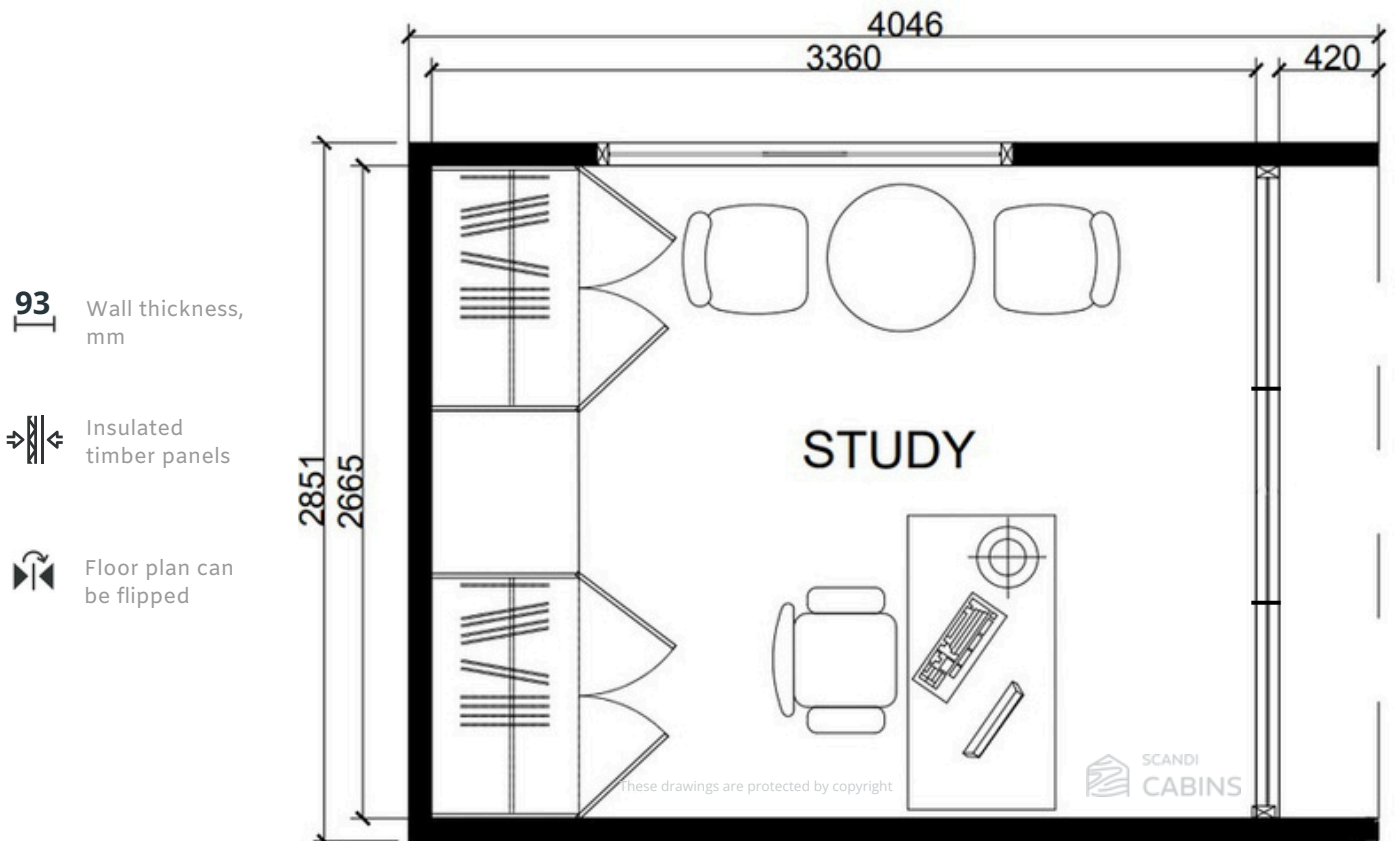 4046
3360
420
93
Wall thickness,
mm
Insulated
timber panels
Floor plan can
be flipped
2851
2665
STUDY
These drawings are protected by copyright
SCANDI
CABINS